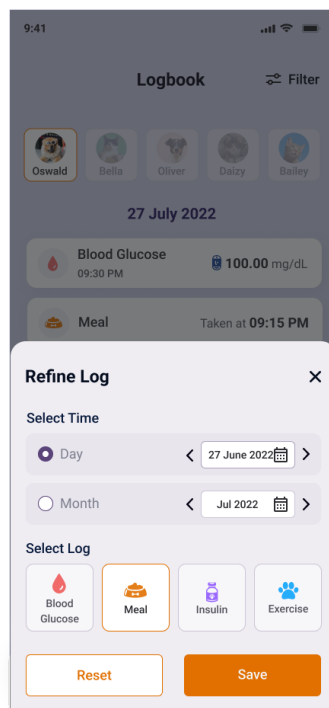 9:41
Logbook
Filter
Oswald
Bella
Oliver
Daizy
Bailey
27 July 2022
Blood Glucose
09:30 PM
100.00 mg/dL
Meal
Taken at 09:15 PM
Refine Log
Select Time
Day
27 June 2022
Month
Jul 2022
Select Log
Blood
Glucose
Meal
Insulin
Exercise
Reset
Save